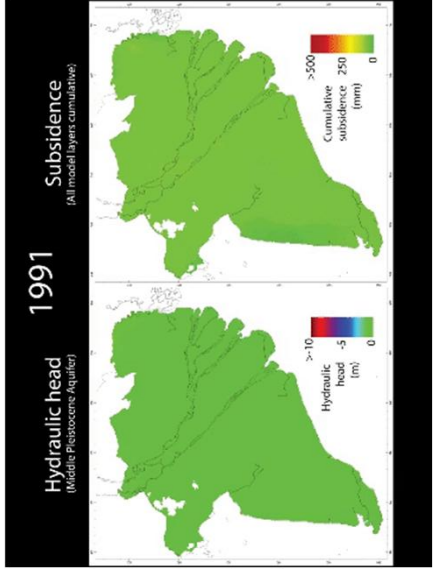 1991
Hydraulic head
(Middle Pleistocene Aquifer)
Subsidence
(All model layers cumulative)
>-10
-5
0
Hydraulic
head
(m)
>500
250
0
Cumulative
subsidence
(mm)